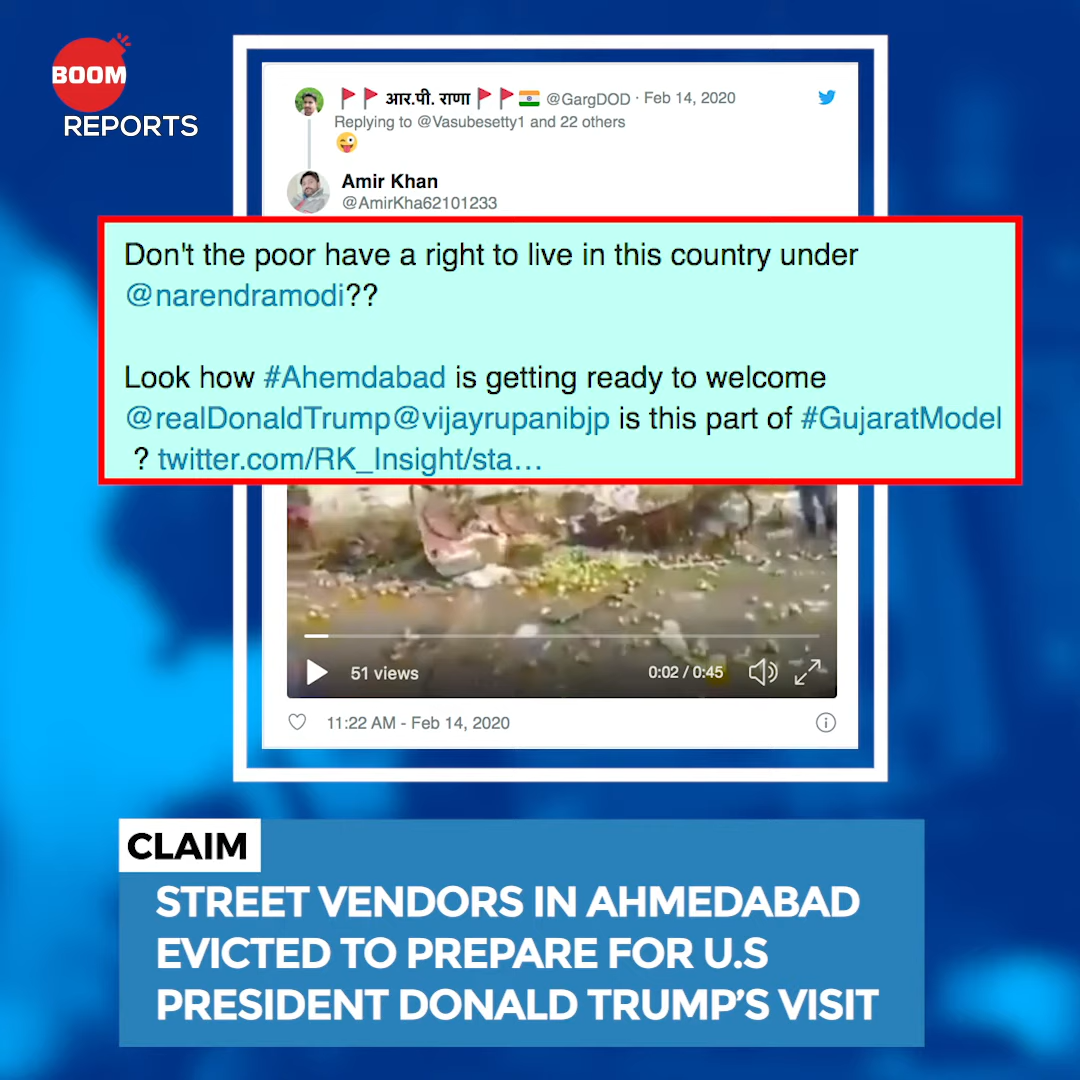 BOOM
REPORTS
आर.पी. राणा @GargDOD · Feb 14, 2020
Replying to @Vasubesetty1 and 22 others
Amir Khan
@AmirKha62101233
Don't the poor have a right to live in this country under
@narendramodi??
Look how #Ahemdabad is getting ready to welcome
@realDonaldTrump@vijayrupanibjp is this part of #GujaratModel
? twitter.com/RK_Insight/sta…
51 views 0:02 / 0:45
11:22 AM - Feb 14, 2020
CLAIM
STREET VENDORS IN AHMEDABAD
EVICTED TO PREPARE FOR U.S
PRESIDENT DONALD TRUMP’S VISIT